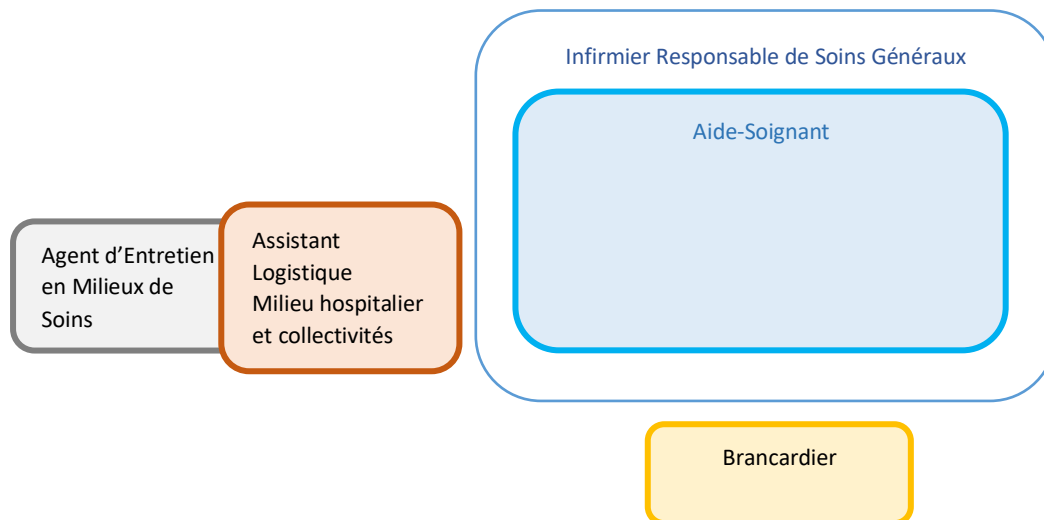 Infirmier Responsable de Soins Généraux
Aide-Soignant
Agent d’Entretien
en Milieux de
Soins
Assistant
Logistique
Milieu hospitalier
et collectivités
Brancardier